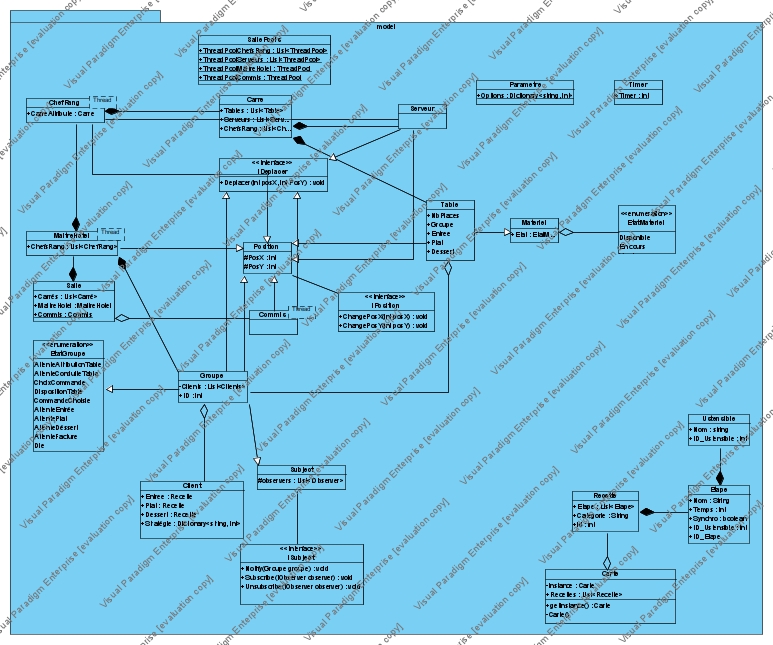 model
Salle Pools
+ThreadPoolChefsRang : List<ThreadPool>
+ThreadPoolServeurs : List<ThreadPool>
+ThreadPoolMaitreHotel : ThreadPool
+ThreadPoolCommis : ThreadPool
Parametre
+Options : Dictionary<string,int>
Timer
+Timer : int
ChefRang
Thread
+CarreAttribute : Carre
Carre
+Tables : List<Table>
+Serveurs : List<Serv...
+ChefsRang : List<Ch...
Serveur
<<Interface>>
IDeplacer
+Deplacer(int posX, int PosY) : void
Table
+NbPlaces
+Groupe
+Entree
+Plat
+Dessert
Materiel
+Etat : EtatM...
<<enumeration>>
EtatMateriel
Disponible
Encours
MaitreHotel
Thread
+ChefsRang : List<ChefRang>
Position
#PosX : int
#PosY : int
Salle
+Carrés : List<Carré>
+MaitreHotel : MaitreHotel
+Commis : Commis
Commis
Thread
<<Interface>>
IPosition
+ChangePosX(int posX) : void
+ChangePosY(int posY) : void
<<enumeration>>
EtatGroupe
AttenteAttributionTable
AttenteConduiteTable
ChoixCommande
DispositionTable
CommandeChoisie
AttenteEntrée
AttentePlat
AttenteDéssert
AttenteFacture
Groupe
+Clients : List<Clients>
+ID : int
Subject
#observers : List<Observer>
Client
+Entree : Recette
+Plat : Recette
+Dessert : Recette
+Stratégie : Dictionary<string, int>
<<Interface>>
ISubject
+Notify(Groupe groupe) : void
+Subscribe(IObserver observer) : void
+Unsubscribe(IObserver observer) : void
Ustensible
+Nom : string
+ID_Ustensible : int
Recette
+Etape : List<Etape>
+Categorie : String
+Id : int
Etape
+Nom : String
+Temps : int
+Synchro : boolean
+ID_Ustensible : int
+ID_Etape
Carte
-Instance : Carte
+Recettes : List<Recette>
+getInstance() : Carte
-Carte()
Visual Paradigm Enterprise [evaluation copy]